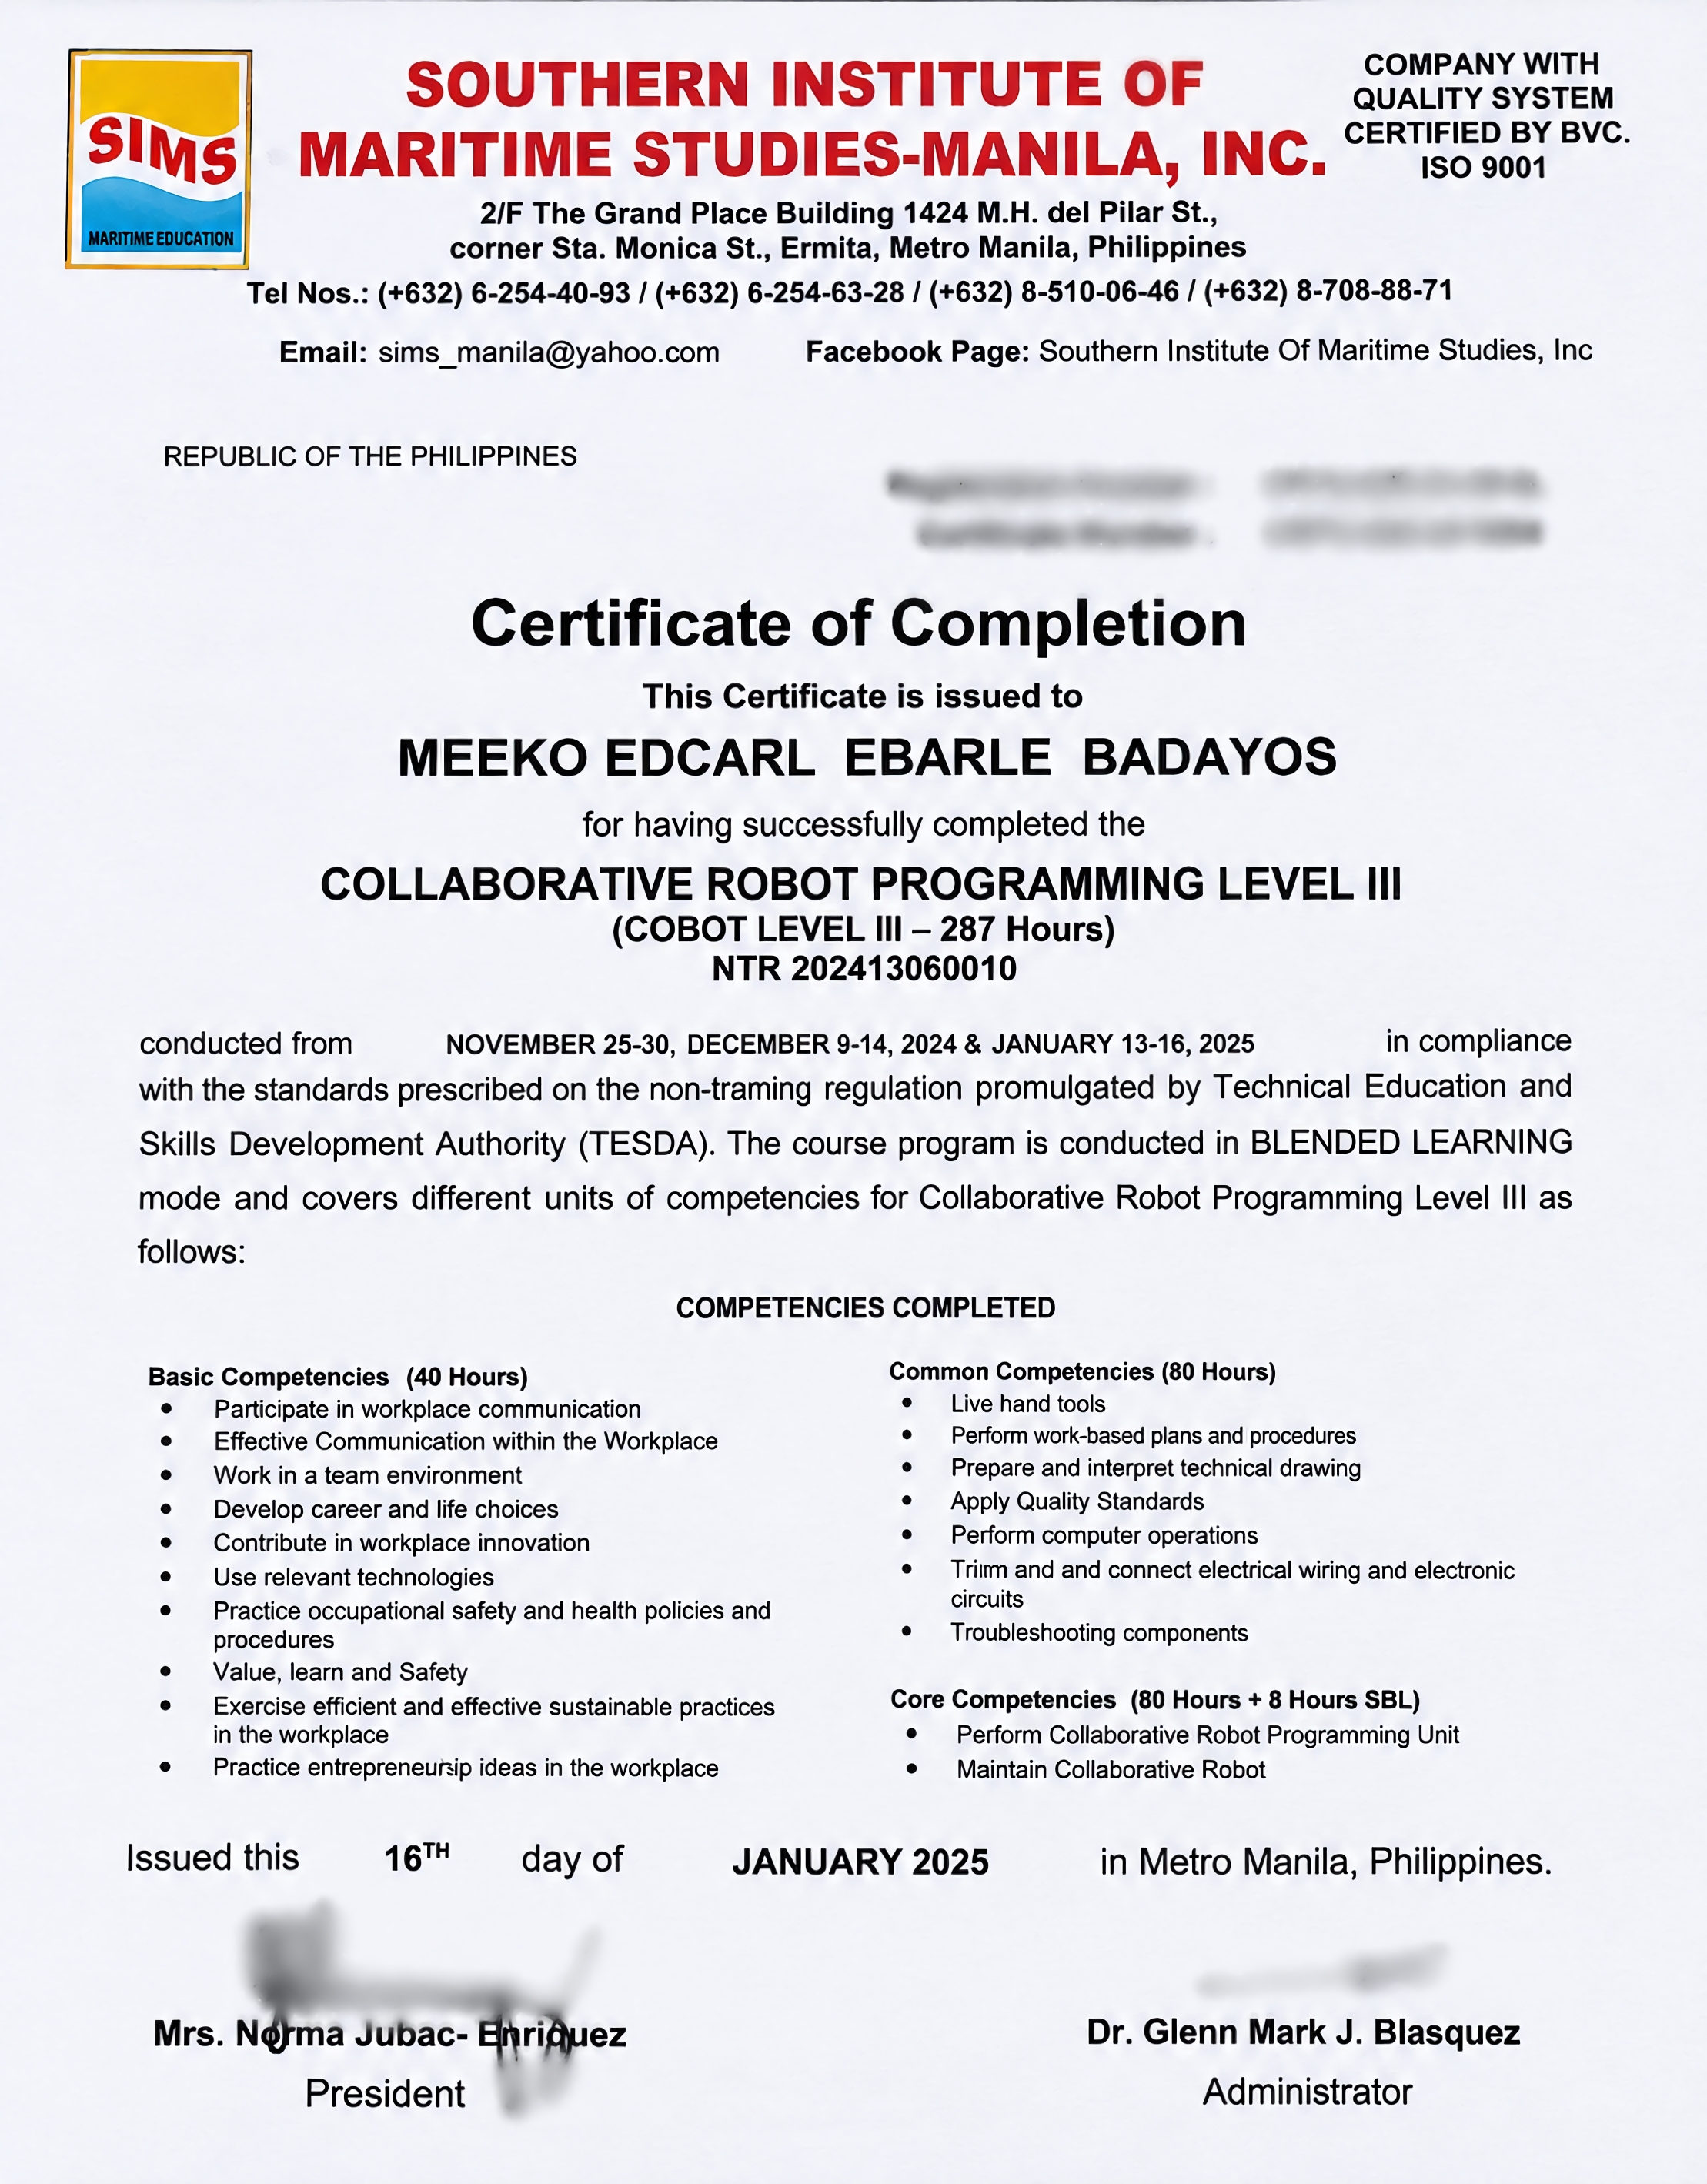 SIMS
MARITIME EDUCATION
SOUTHERN INSTITUTE OF
MARITIME STUDIES-MANILA, INC.
COMPANY WITH
QUALITY SYSTEM
CERTIFIED BY BVC.
ISO 9001
2/F The Grand Place Building 1424 M.H. del Pilar St.,
corner Sta. Monica St., Ermita, Metro Manila, Philippines
Tel Nos.: (+632) 6-254-40-93 / (+632) 6-254-63-28 / (+632) 8-510-06-46 / (+632) 8-708-88-71
Email: sims_manila@yahoo.com Facebook Page: Southern Institute Of Maritime Studies, Inc
REPUBLIC OF THE PHILIPPINES
Certificate of Completion
This Certificate is issued to
MEEKO EDCARL EBARLE BADAYOS
for having successfully completed the
COLLABORATIVE ROBOT PROGRAMMING LEVEL III
(COBOT LEVEL III – 287 Hours)
NTR 202413060010
conducted from NOVEMBER 25-30, DECEMBER 9-14, 2024 & JANUARY 13-16, 2025 in compliance
with the standards prescribed on the non-traming regulation promulgated by Technical Education and
Skills Development Authority (TESDA). The course program is conducted in BLENDED LEARNING
mode and covers different units of competencies for Collaborative Robot Programming Level III as
follows:
COMPETENCIES COMPLETED
Basic Competencies (40 Hours)
• Participate in workplace communication
• Effective Communication within the Workplace
• Work in a team environment
• Develop career and life choices
• Contribute in workplace innovation
• Use relevant technologies
• Practice occupational safety and health policies and
procedures
• Value, learn and Safety
• Exercise efficient and effective sustainable practices
in the workplace
• Practice entrepreneurship ideas in the workplace
Common Competencies (80 Hours)
• Live hand tools
• Perform work-based plans and procedures
• Prepare and interpret technical drawing
• Apply Quality Standards
• Perform computer operations
• Triım and and connect electrical wiring and electronic
circuits
• Troubleshooting components
Core Competencies (80 Hours + 8 Hours SBL)
• Perform Collaborative Robot Programming Unit
• Maintain Collaborative Robot
Issued this 16TH day of JANUARY 2025 in Metro Manila, Philippines.
Mrs. Norma Jubac- Enriquez
President
Dr. Glenn Mark J. Blasquez
Administrator